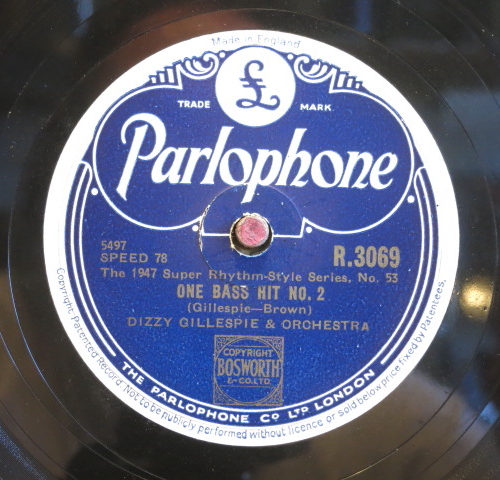 Made in England
£
TRADE MARK
Parlophone
5497
SPEED 78
R.3069
The 1947 Super Rhythm-Style Series, No. 53
ONE BASS HIT NO. 2
(Gillespie—Brown)
DIZZY GILLESPIE & ORCHESTRA
COPYRIGHT
BOSWORTH
& CO. LTD.
THE PARLOPHONE CO LTD LONDON
Copyright Patented Record·Not to be publicly performed without licence or sold below price fixed by Patentees.